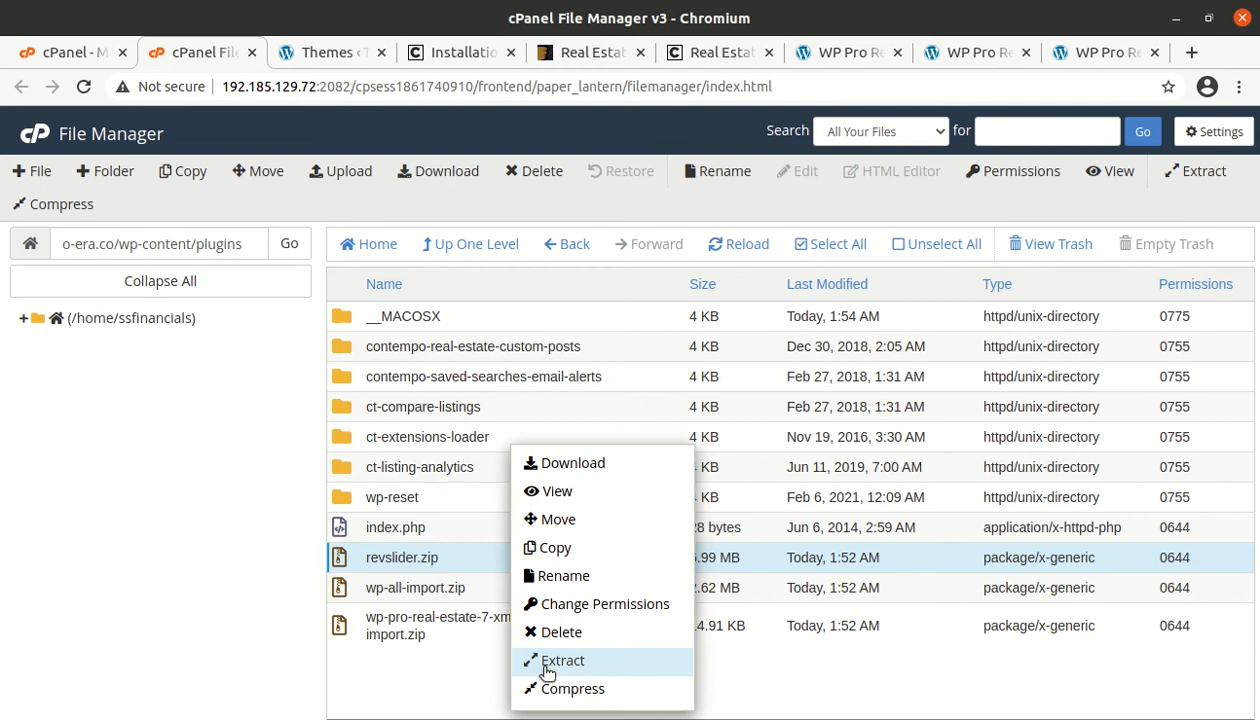 cPanel File Manager v3 - Chromium
cPanel - M
cPanel File
Themes ‹ T
Installatio
Real Estat
Real Estat
WP Pro Re
WP Pro Re
WP Pro Re
Not secure
192.185.129.72:2082/cpsess1861740910/frontend/paper_lantern/filemanager/index.html
cP File Manager
Search All Your Files for Go Settings
File Folder Copy Move Upload Download Delete Restore Rename Edit HTML Editor Permissions View Extract
Compress
o-era.co/wp-content/plugins Go
Home Up One Level Back Forward Reload Select All Unselect All View Trash Empty Trash
Collapse All
(/home/ssfinancials)
Name Size Last Modified Type Permissions
__MACOSX 4 KB Today, 1:54 AM httpd/unix-directory 0775
contempo-real-estate-custom-posts 4 KB Dec 30, 2018, 2:05 AM httpd/unix-directory 0755
contempo-saved-searches-email-alerts 4 KB Feb 27, 2018, 1:31 AM httpd/unix-directory 0755
ct-compare-listings 4 KB Feb 27, 2018, 1:31 AM httpd/unix-directory 0755
ct-extensions-loader 4 KB Nov 19, 2016, 3:30 AM httpd/unix-directory 0755
ct-listing-analytics KB Jun 11, 2019, 7:00 AM httpd/unix-directory 0755
wp-reset KB Feb 6, 2021, 12:09 AM httpd/unix-directory 0755
index.php 8 bytes Jun 6, 2014, 2:59 AM application/x-httpd-php 0644
revslider.zip .99 MB Today, 1:52 AM package/x-generic 0644
wp-all-import.zip .62 MB Today, 1:52 AM package/x-generic 0644
wp-pro-real-estate-7-xm
import.zip 4.91 KB Today, 1:52 AM package/x-generic 0644
Download
View
Move
Copy
Rename
Change Permissions
Delete
Extract
Compress